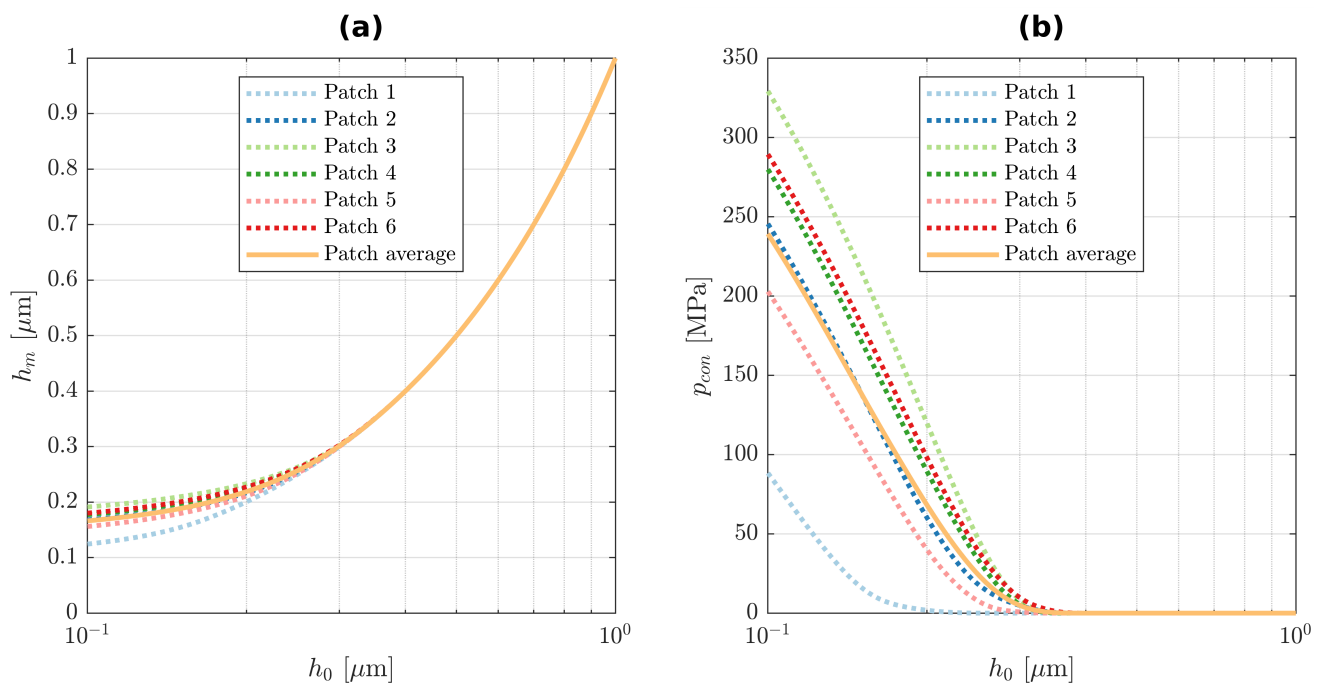 (a)
1
0.9
0.8
0.7
0.6
0.5
0.4
0.3
0.2
0.1
0
h_m [μm]
Patch 1
Patch 2
Patch 3
Patch 4
Patch 5
Patch 6
Patch average
10^{-1}
10^0
h_0 [μm]
(b)
350
300
250
200
150
100
50
0
p_{con} [MPa]
Patch 1
Patch 2
Patch 3
Patch 4
Patch 5
Patch 6
Patch average
10^{-1}
10^0
h_0 [μm]